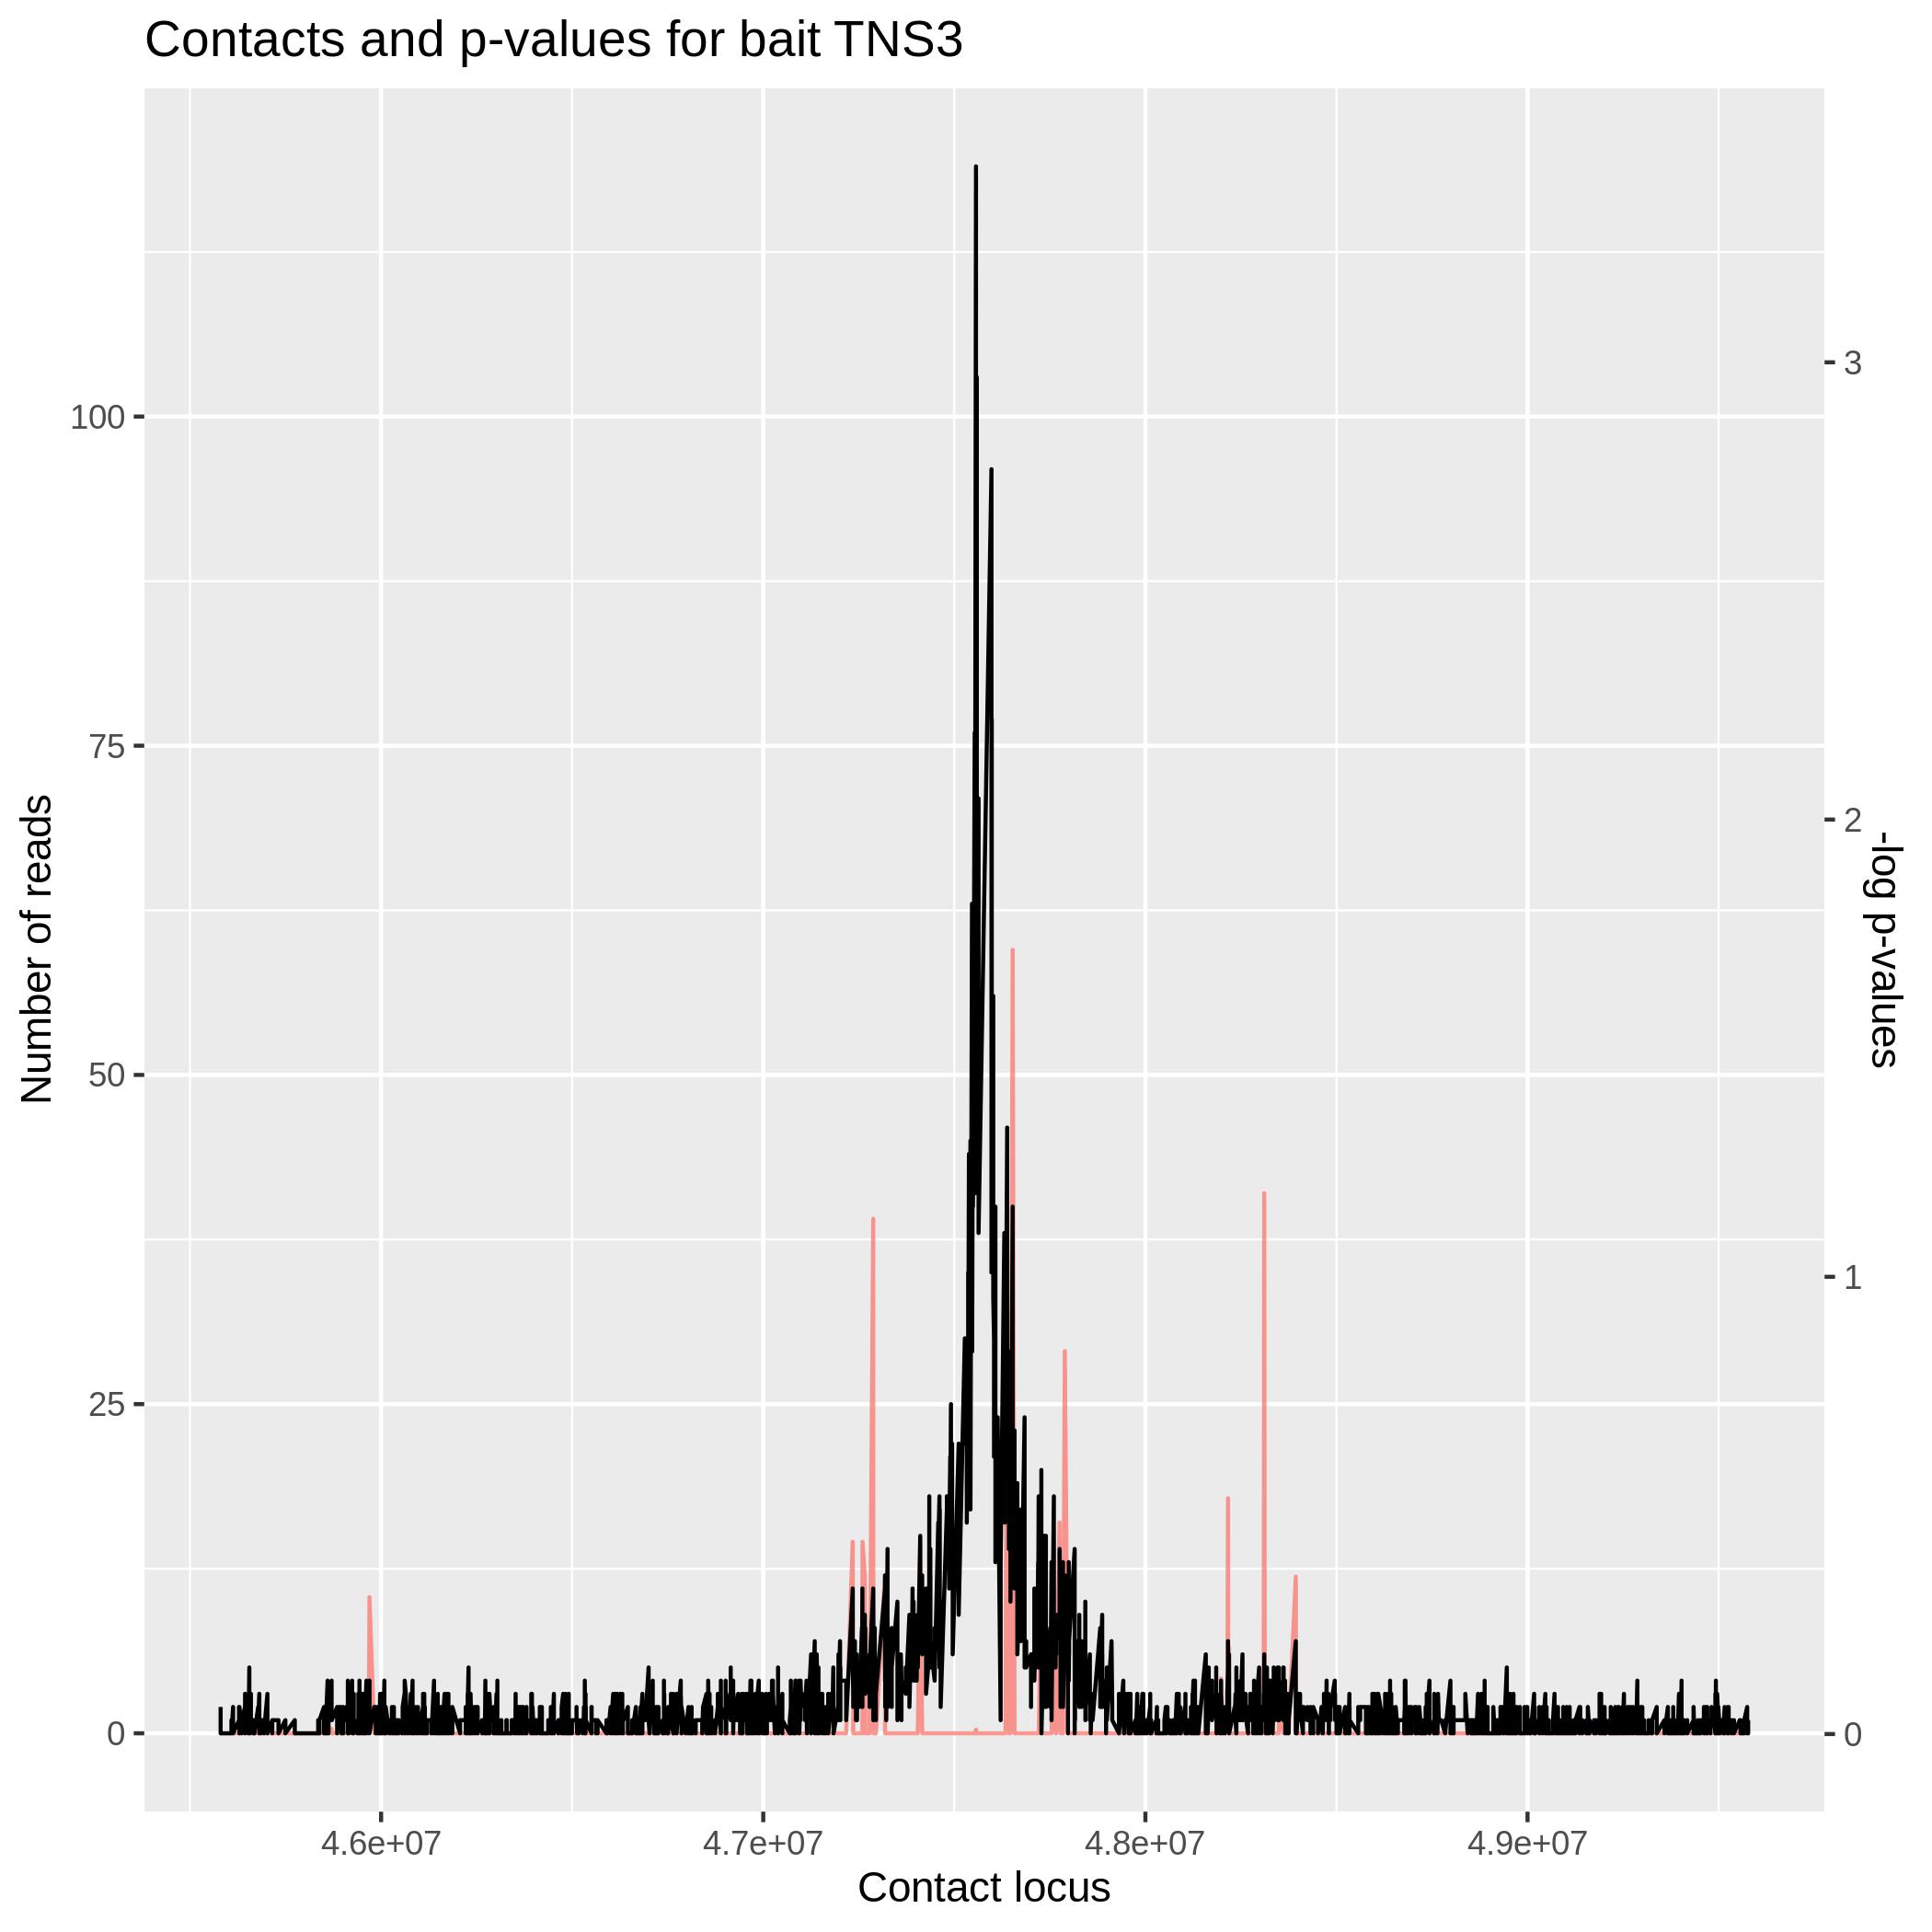 Contacts and p-values for bait TNS3
Number of reads
100
75
50
25
0
3
2
1
0
-log p-values
4.6e+07
4.7e+07
4.8e+07
4.9e+07
Contact locus